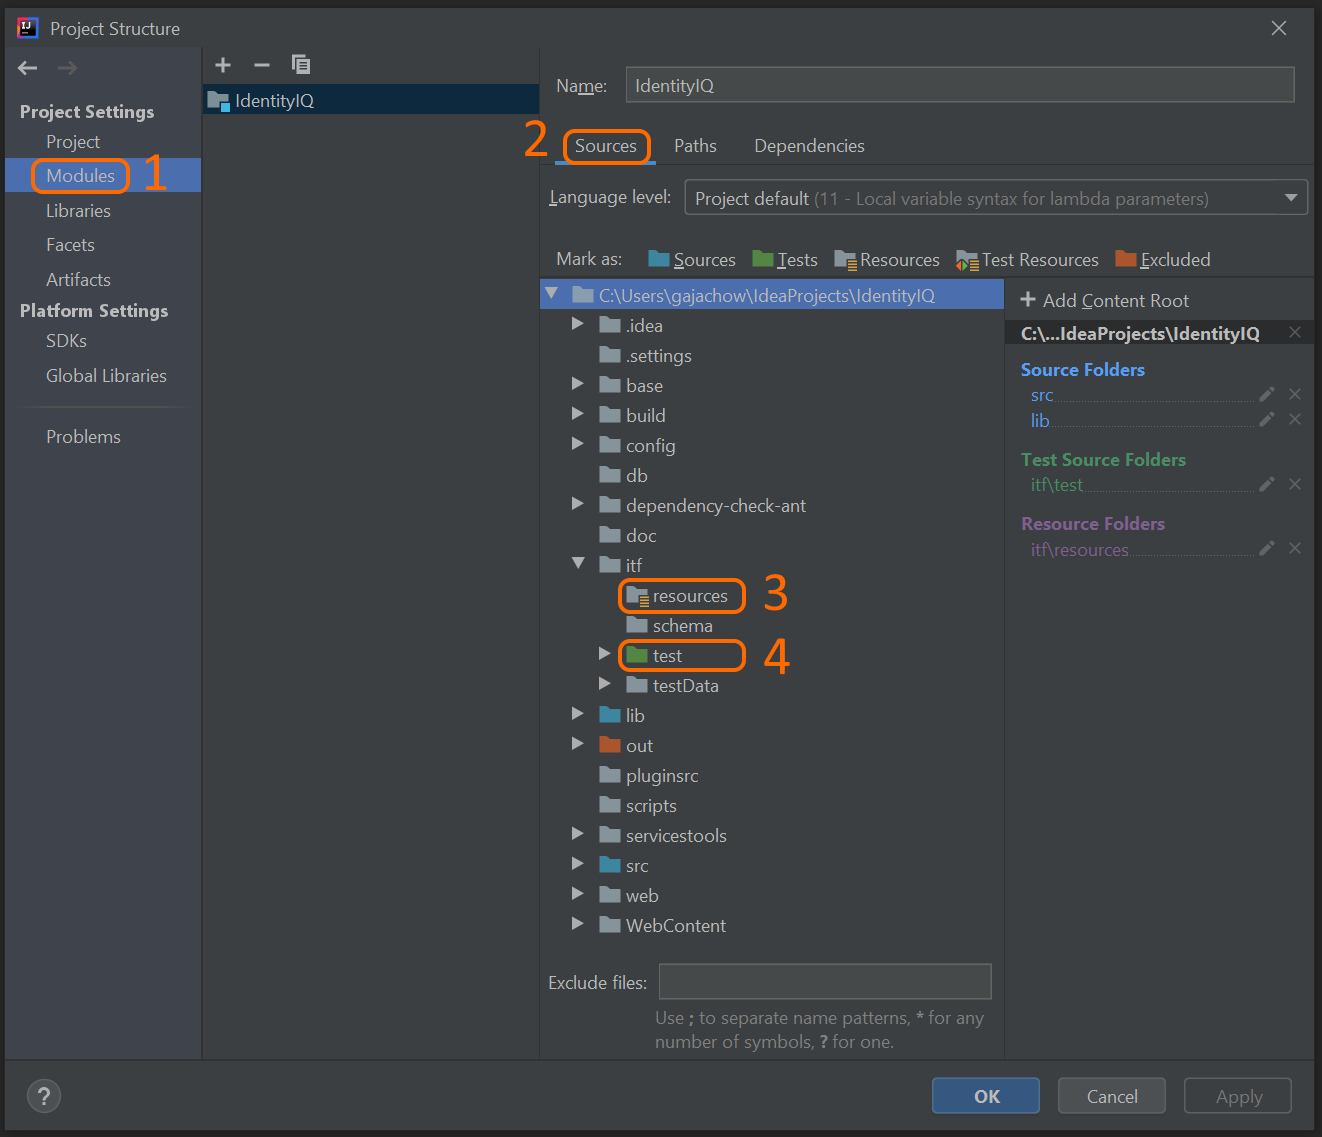 Project Structure
Project Settings
Project
Modules 1
Libraries
Facets
Artifacts
Platform Settings
SDKs
Global Libraries
Problems
IdentityIQ
Name: IdentityIQ
2 Sources Paths Dependencies
Language level: Project default (11 - Local variable syntax for lambda parameters)
Mark as: Sources Tests Resources Test Resources Excluded
C:\Users\gajachow\IdeaProjects\IdentityIQ
.idea
.settings
base
build
config
db
dependency-check-ant
doc
itf
resources 3
schema
test 4
testData
lib
out
pluginsrc
scripts
servicestools
src
web
WebContent
Exclude files:
Use ; to separate name patterns, * for any
number of symbols, ? for one.
+ Add Content Root
C:\...IdeaProjects\IdentityIQ
Source Folders
src
lib
Test Source Folders
itf\test
Resource Folders
itf\resources
? OK Cancel Apply